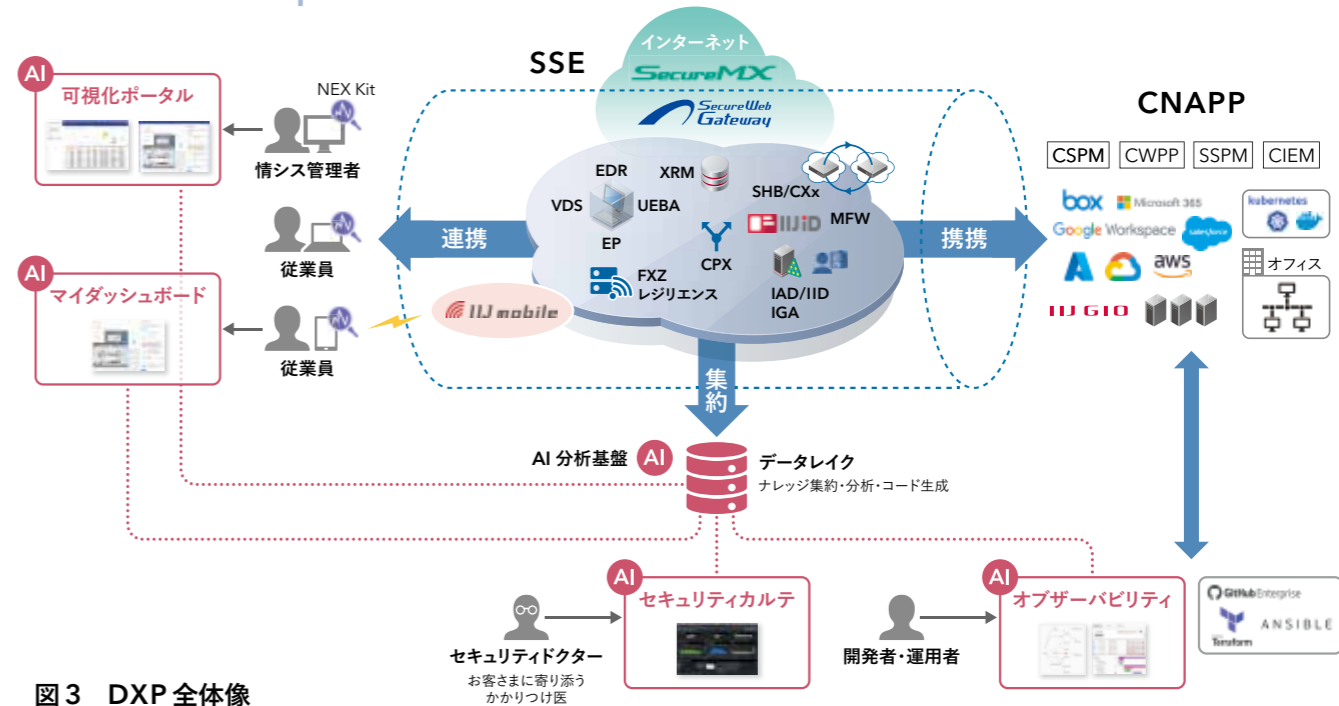 インターネット
SecureMX
SecureWeb
Gateway
SSE
AI
可視化ポータル
NEX Kit
情シス管理者
従業員
AI
マイダッシュボード
従業員
IIJ mobile
連携
EDR
XRM
VDS
UEBA
EP
SHB/CXx
IIJiD
MFW
CPX
FXZ
レジリエンス
IAD/IID
IGA
携携
集約
CNAPP
CSPM
CWPP
SSPM
CIEM
box
Microsoft 365
Google Workspace
salesforce
aws
IIJ GIO
kubernetes
オフィス
AI 分析基盤
AI
データレイク
ナレッジ集約・分析・コード生成
セキュリティドクター
お客さまに寄り添う
かかりつけ医
AI
セキュリティカルテ
開発者・運用者
AI
オブザーバビリティ
GitHub Enterprise
Terraform
ANSIBLE
図3 DXP 全体像